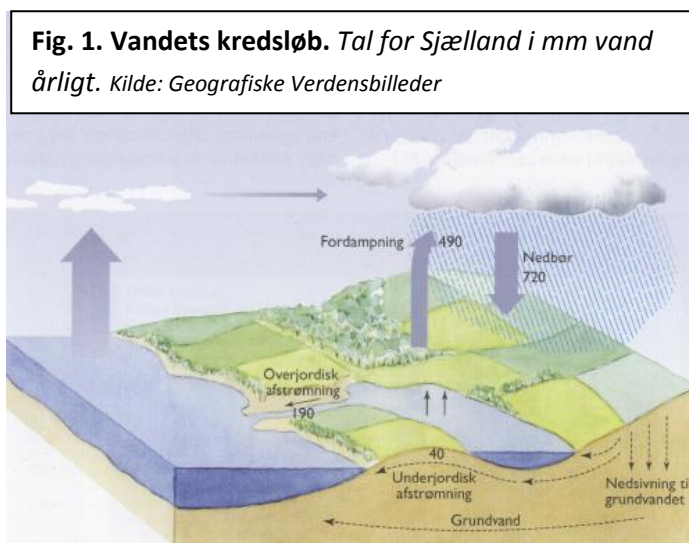 Fig. 1. Vandets kredsløb. Tal for Sjælland i mm vand
årligt. Kilde: Geografiske Verdensbilleder
Fordampning
490
Nedbør
720
Overjordisk
afstrømning
190
40
Underjordisk
afstrømning
Nedsivning ti
grundvandet
Grundvand